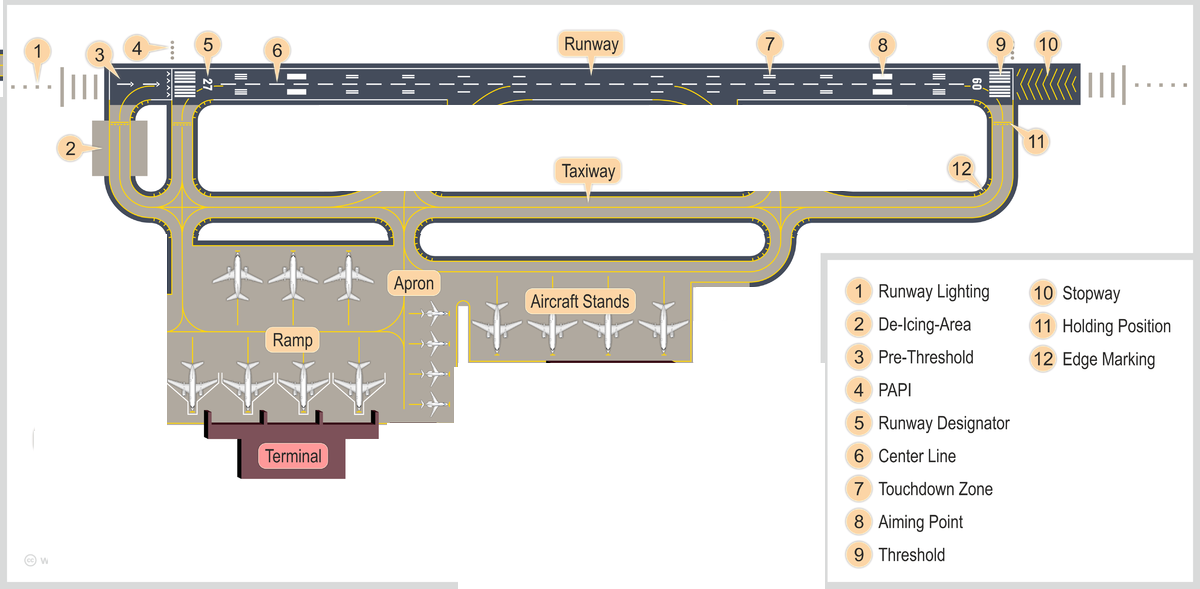 1
3
4
5
6
Runway
7
8
9
10
27
09
2
11
12
Taxiway
Apron
Aircraft Stands
Ramp
Terminal
1 Runway Lighting
2 De-Icing-Area
3 Pre-Threshold
4 PAPI
5 Runway Designator
6 Center Line
7 Touchdown Zone
8 Aiming Point
9 Threshold
10 Stopway
11 Holding Position
12 Edge Marking
cc